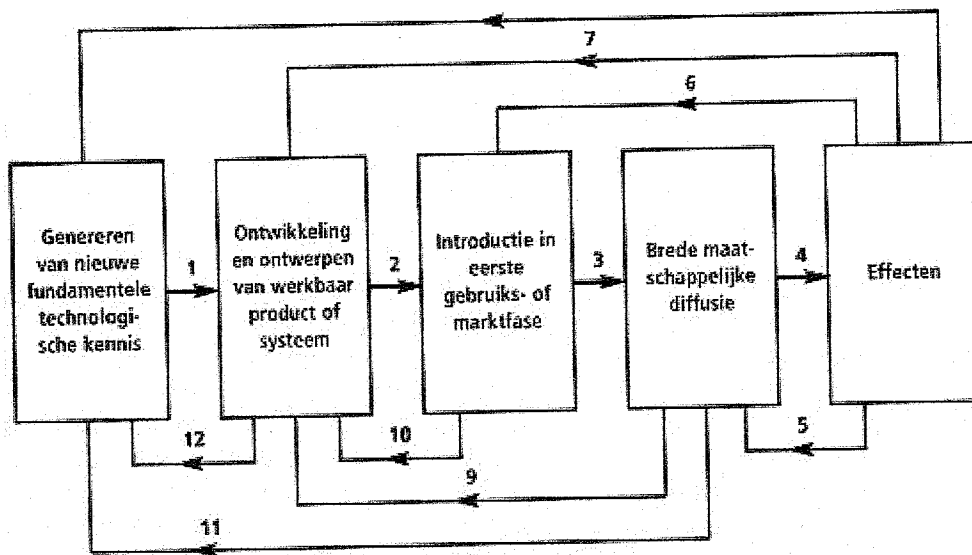 7
6
Genereren
van nieuwe
fundamentele
technologi-
sche kennis
1
Ontwikkeling
en ontwerpen
van werkbaar
product of
systeem
2
Introductie in
eerste
gebruiks- of
marktfase
3
Brede maat-
schappelijke
diffusie
4
Effecten
12
10
5
9
11